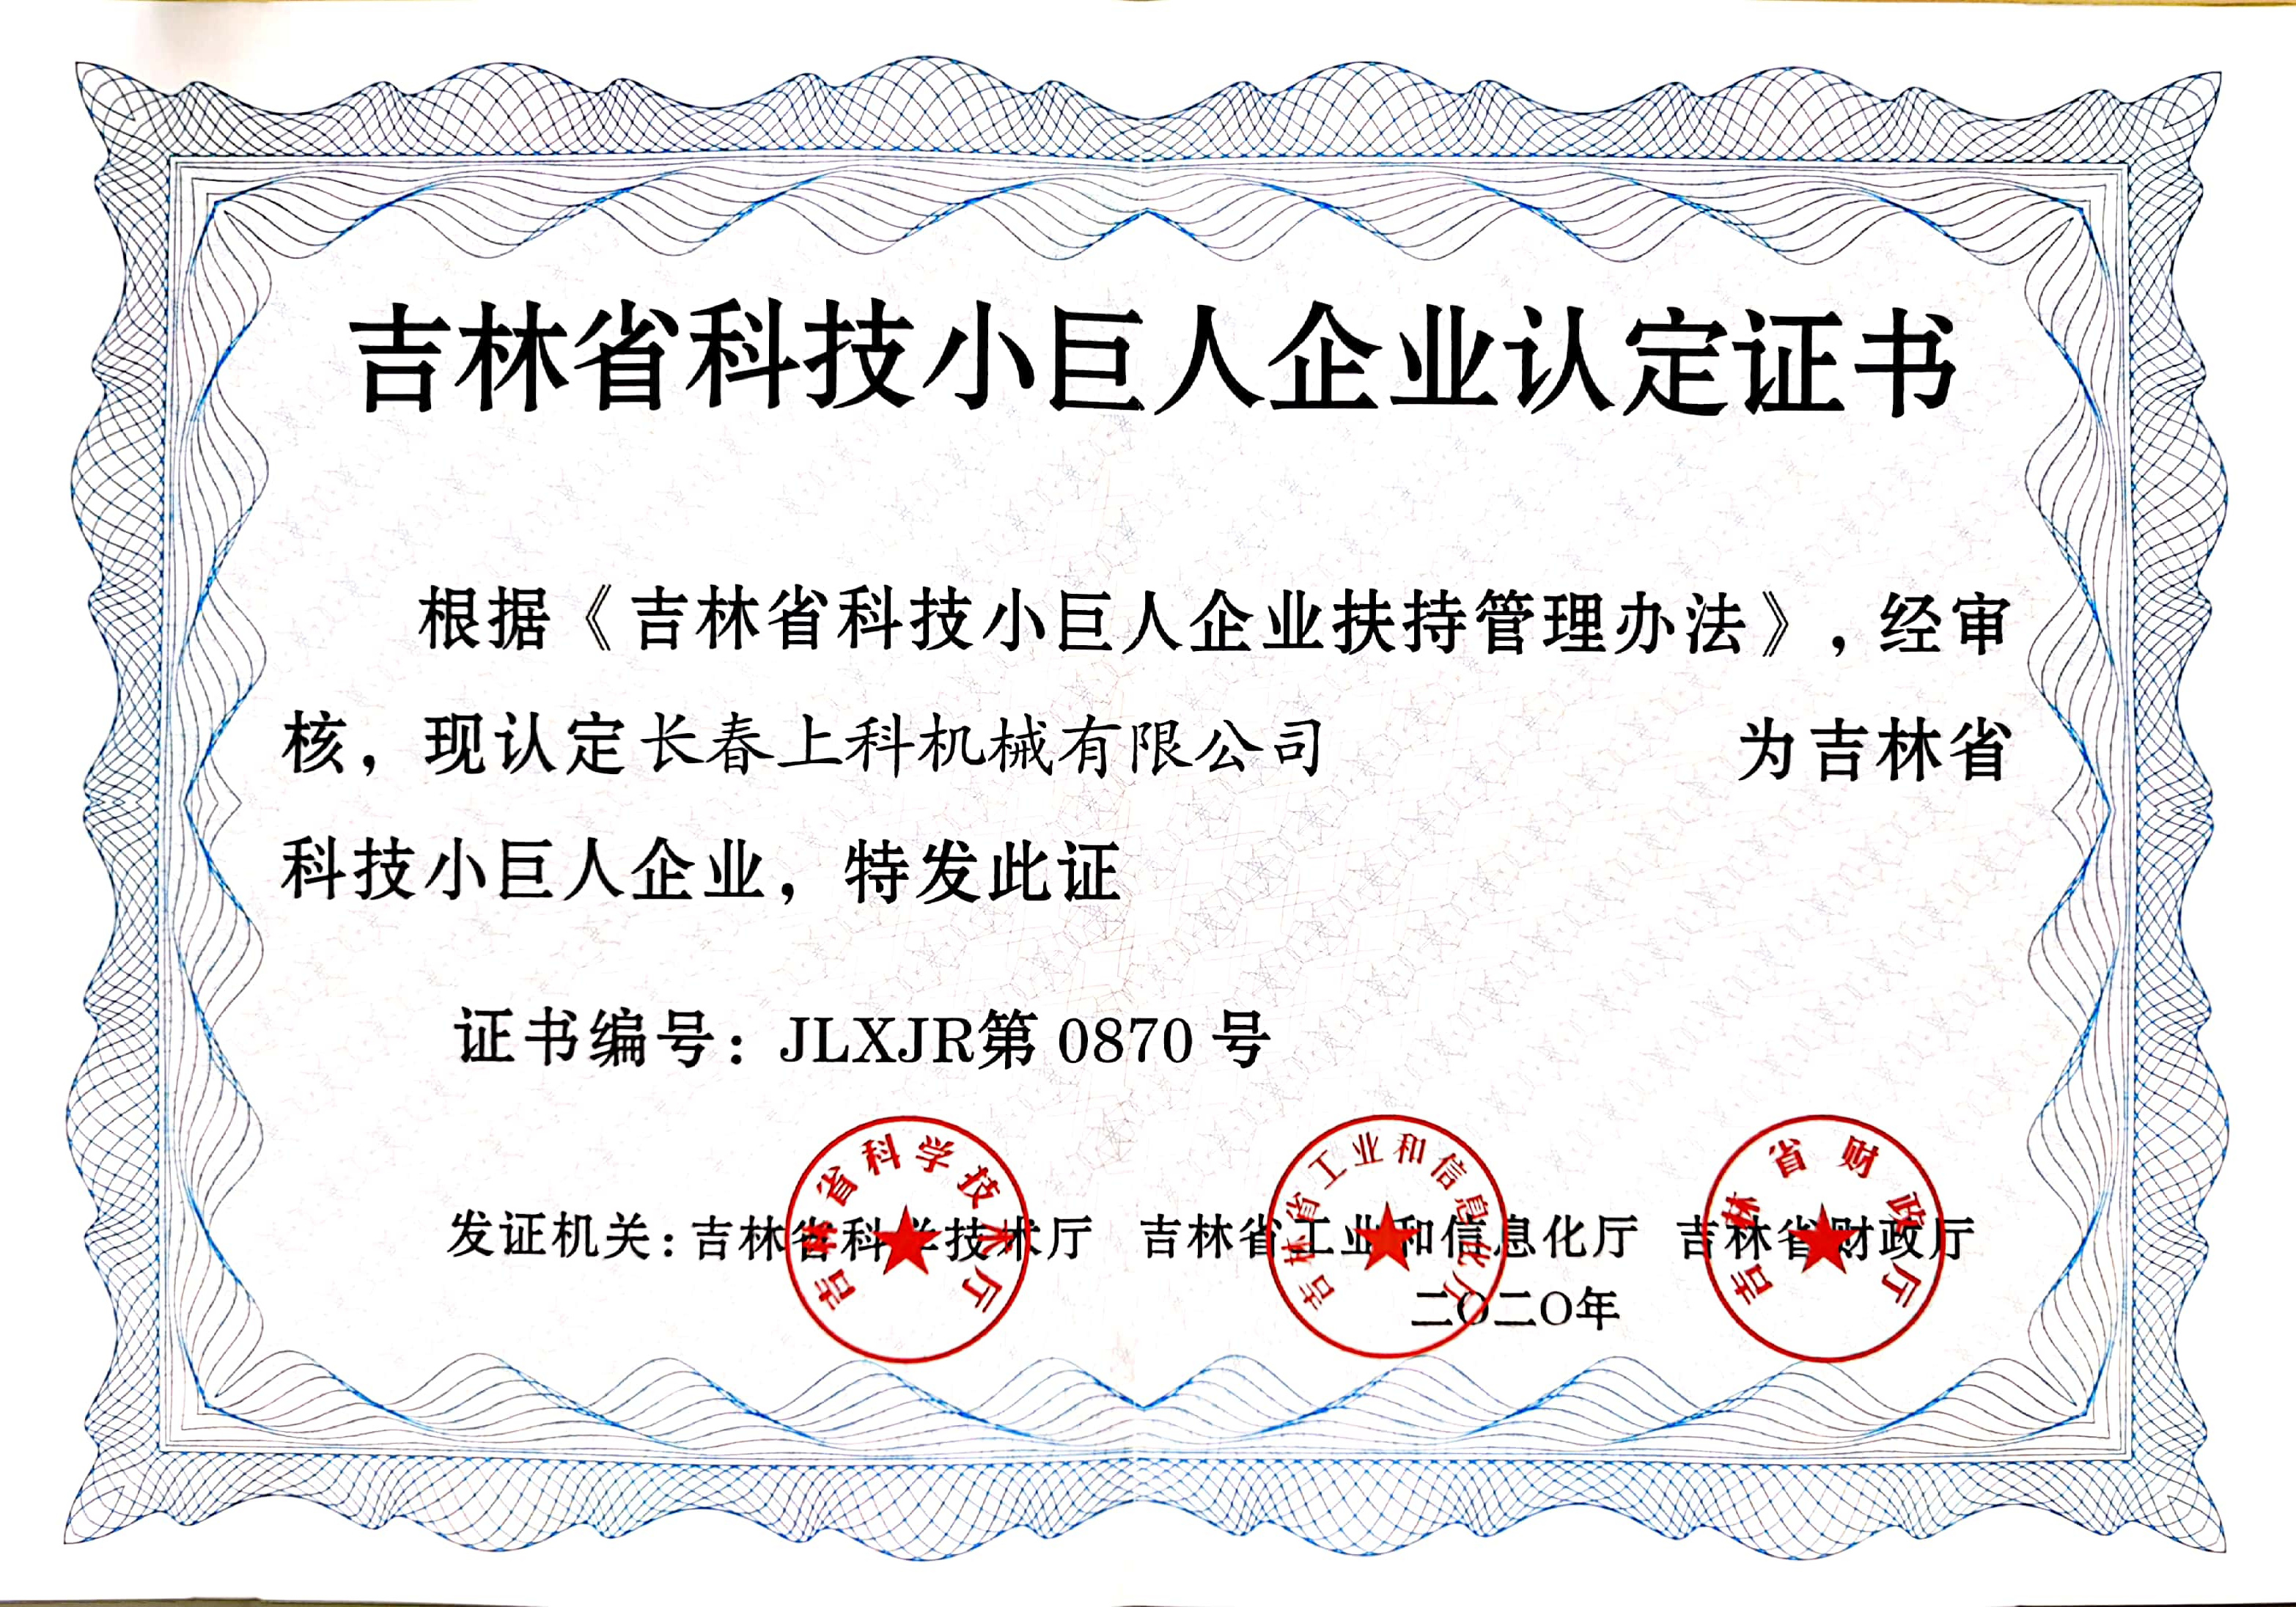 吉林省科技小巨人企业认定证书
根据《吉林省科技小巨人企业扶持管理办法》,经审
核,现认定长春上科机械有限公司 为吉林省
科技小巨人企业,特发此证
证书编号:JLXJR第 0870 号
发证机关:吉林省科学技术厅 吉林省工业和信息化厅 吉林省财政厅
二〇二〇年
吉林省科学技术厅
吉林省工业和信息化厅
吉林省财政厅